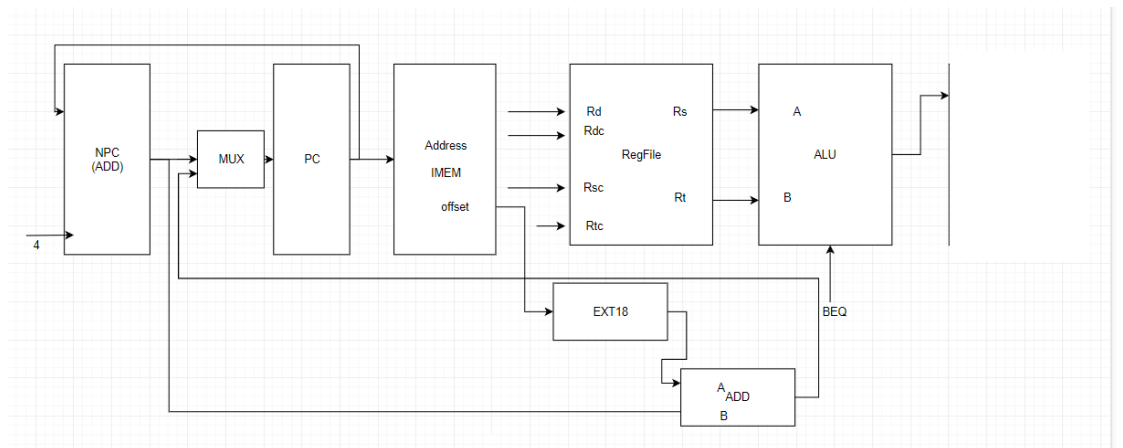 NPC
(ADD)
4
MUX
PC
Address
IMEM
offset
Rd
Rdc
Rsc
Rtc
RegFile
Rs
Rt
A
ALU
B
BEQ
EXT18
A
ADD
B